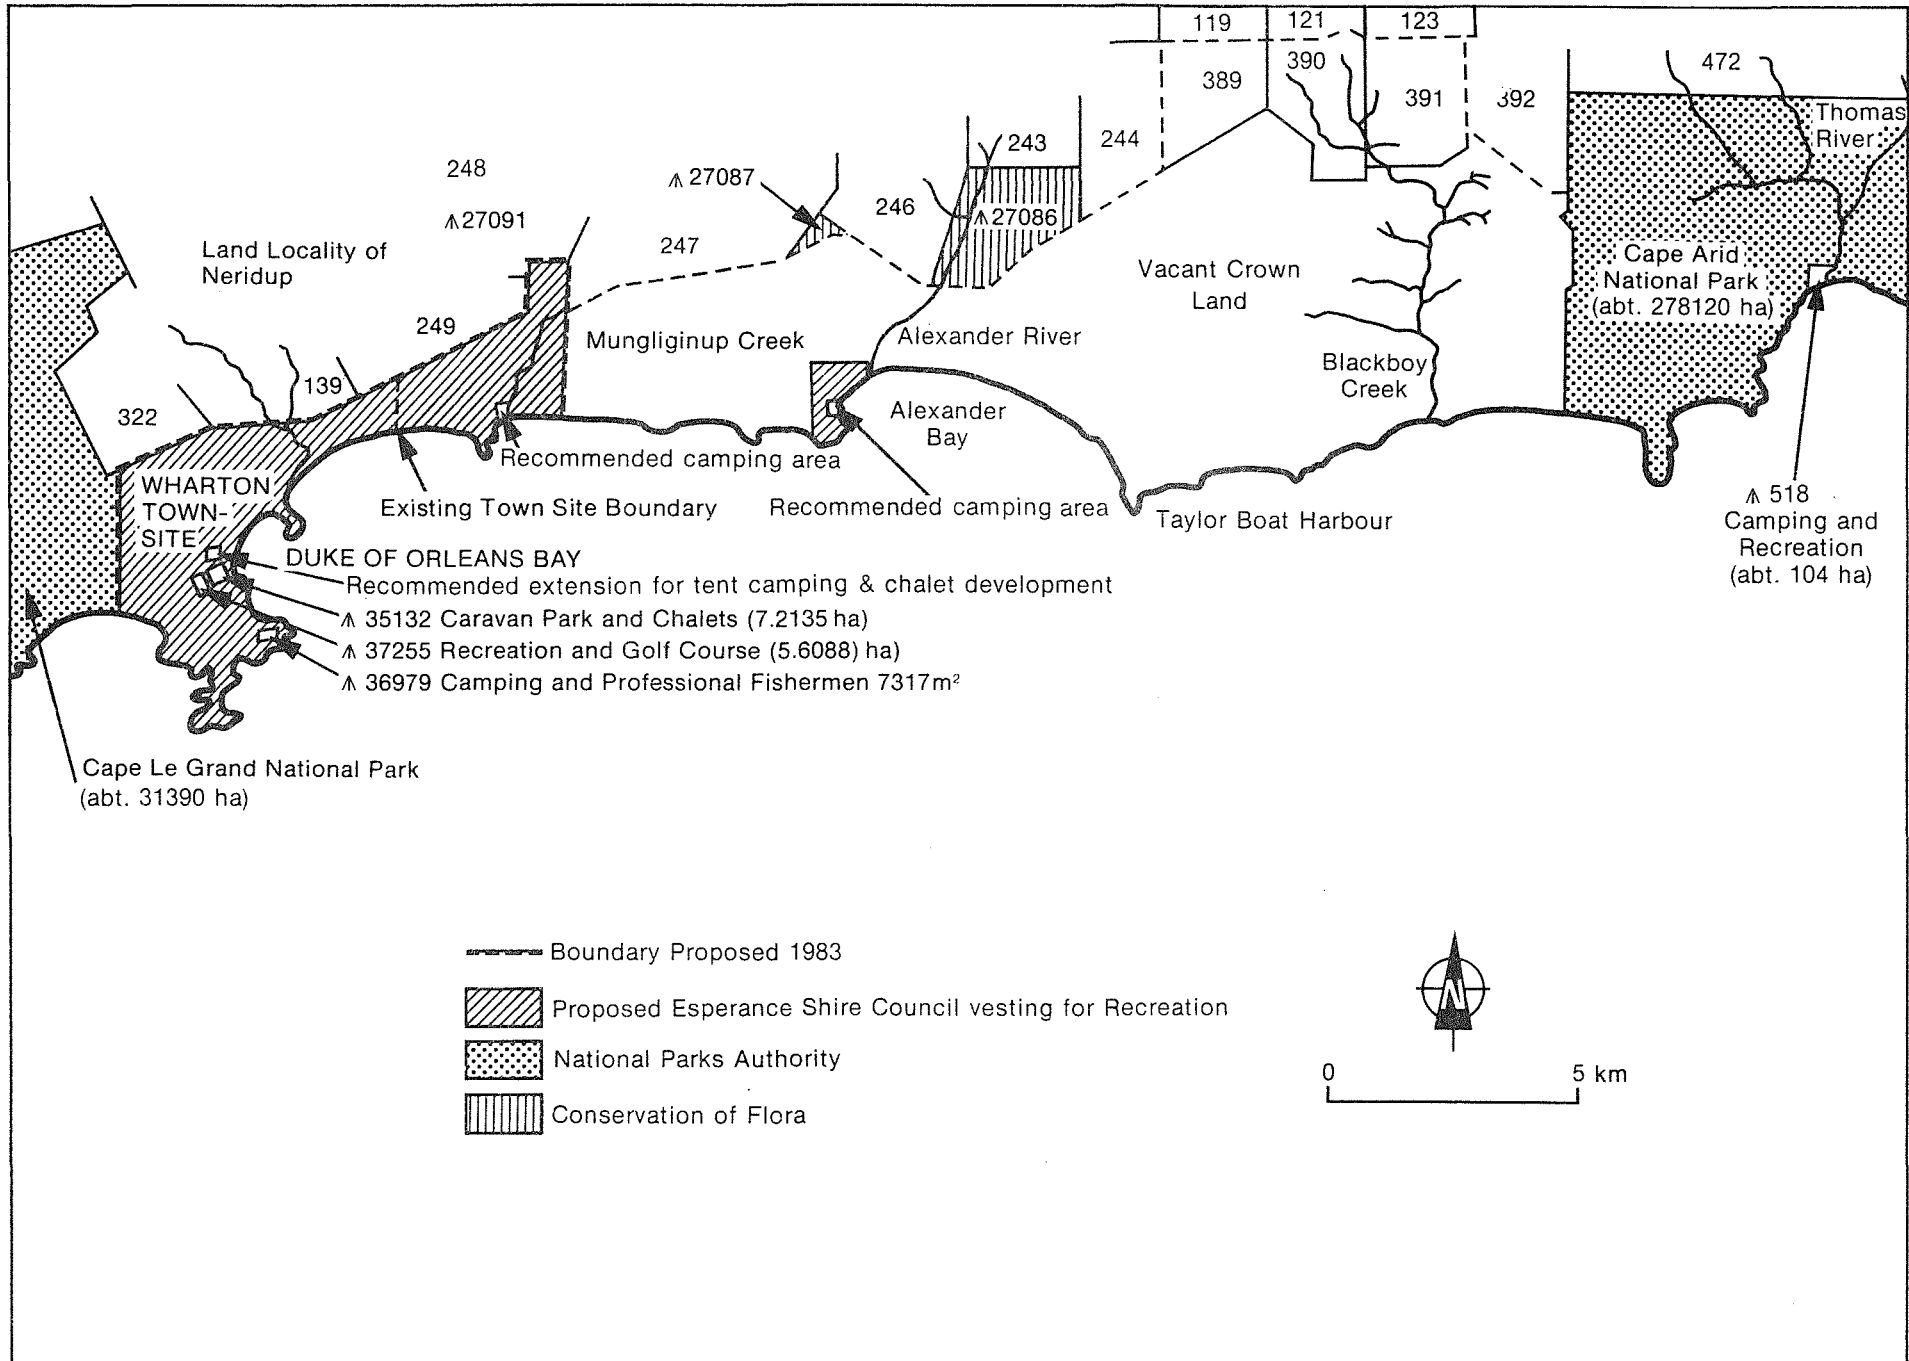 119
121
123
472
389
390
391
392
Thomas
River
243
244
248
⩚ 27087
246
⩚ 27086
⩚27091
247
Land Locality of
Neridup
Vacant Crown
Land
Cape Arid
National Park
(abt. 278120 ha)
249
Mungliginup Creek
Alexander River
139
Blackboy
Creek
322
Alexander
Bay
Recommended camping area
WHARTON
TOWN-
SITE
Existing Town Site Boundary
Recommended camping area
Taylor Boat Harbour
⩚ 518
Camping and
Recreation
(abt. 104 ha)
DUKE OF ORLEANS BAY
Recommended extension for tent camping & chalet development
⩚ 35132 Caravan Park and Chalets (7.2135 ha)
⩚ 37255 Recreation and Golf Course (5.6088) ha)
⩚ 36979 Camping and Professional Fishermen 7317m²
Cape Le Grand National Park
(abt. 31390 ha)
Boundary Proposed 1983
Proposed Esperance Shire Council vesting for Recreation
National Parks Authority
Conservation of Flora
N
0 5 km